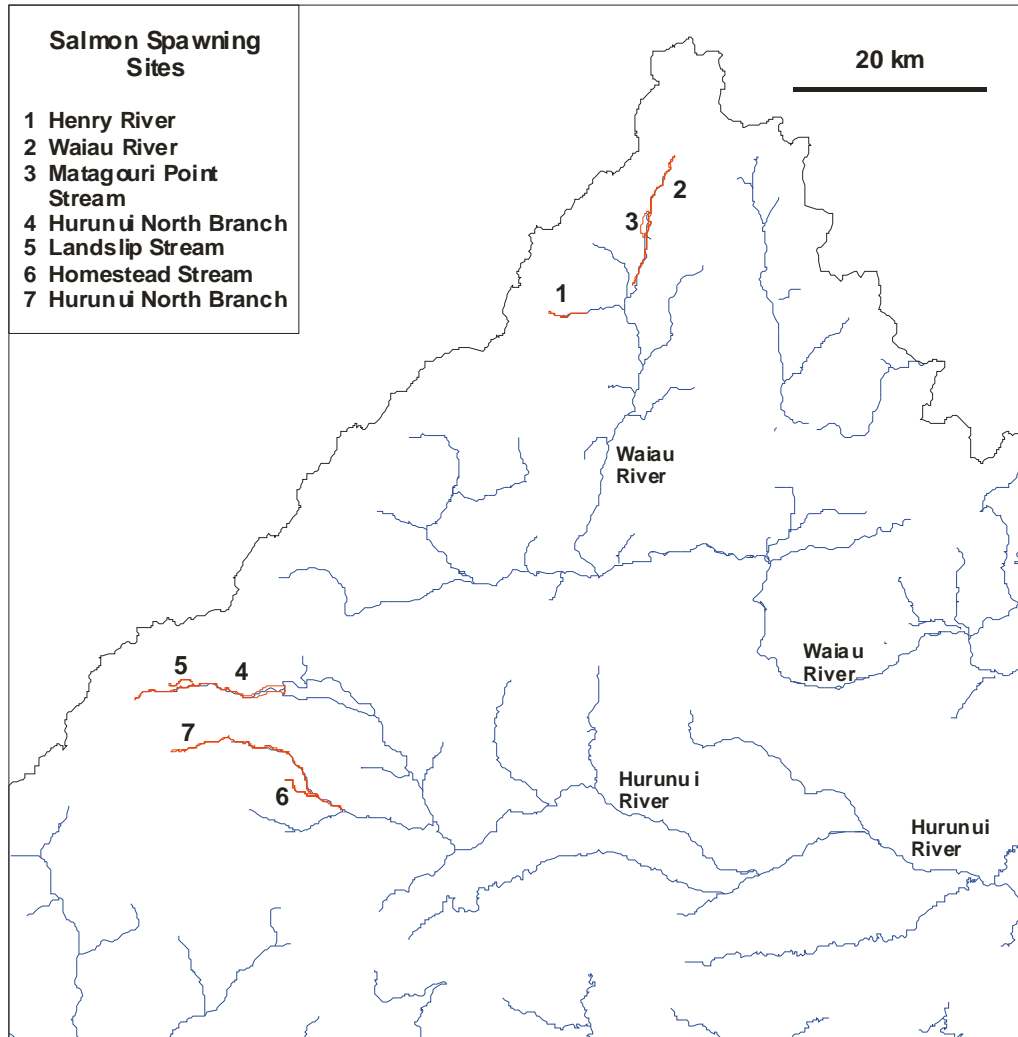 Salmon Spawning
Sites
1 Henry River
2 Waiau River
3 Matagouri Point
Stream
4 Hurunui North Branch
5 Landslip Stream
6 Homestead Stream
7 Hurunui North Branch
20 km
2
3
1
Waiau
River
Waiau
River
5
4
7
6
Hurunui
River
Hurunui
River